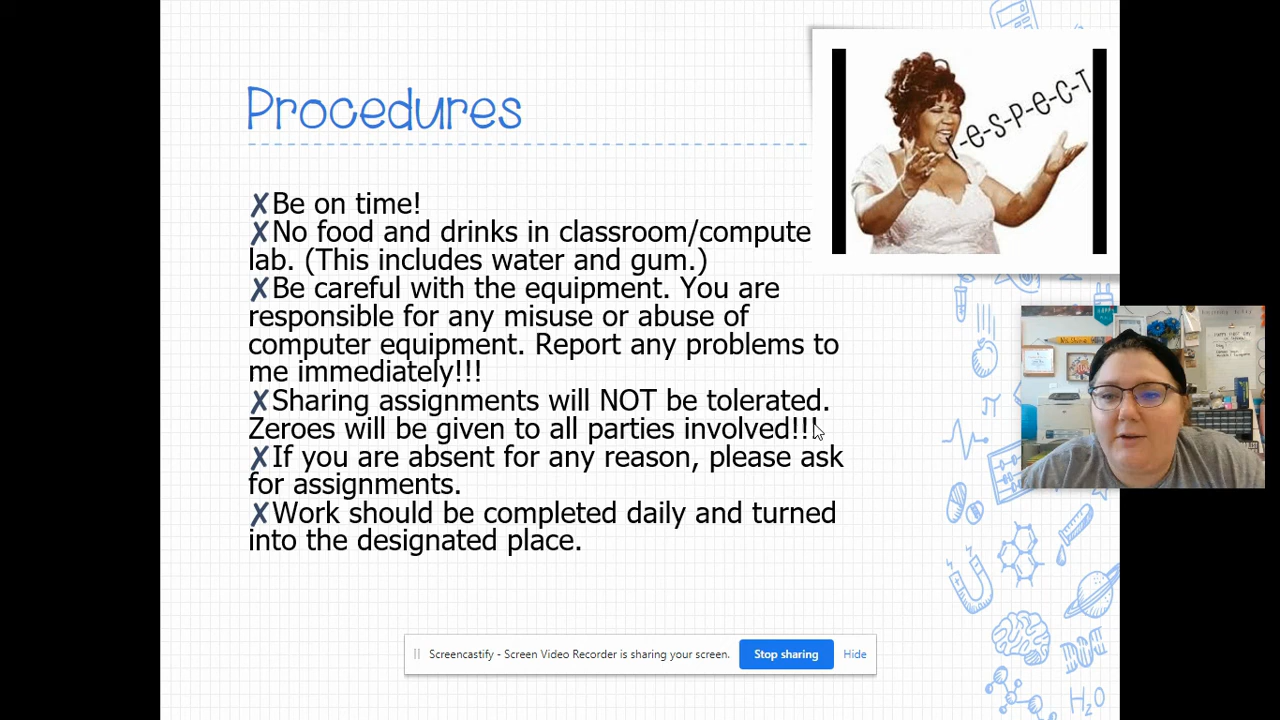 Procedures
r-e-s-p-e-c-t
✗Be on time!
✗No food and drinks in classroom/compute
lab. (This includes water and gum.)
✗Be careful with the equipment. You are
responsible for any misuse or abuse of
computer equipment. Report any problems to
me immediately!!!
✗Sharing assignments will NOT be tolerated.
Zeroes will be given to all parties involved!!!
✗If you are absent for any reason, please ask
for assignments.
✗Work should be completed daily and turned
into the designated place.
Screencastify - Screen Video Recorder is sharing your screen.
Stop sharing
Hide
π
H₂O